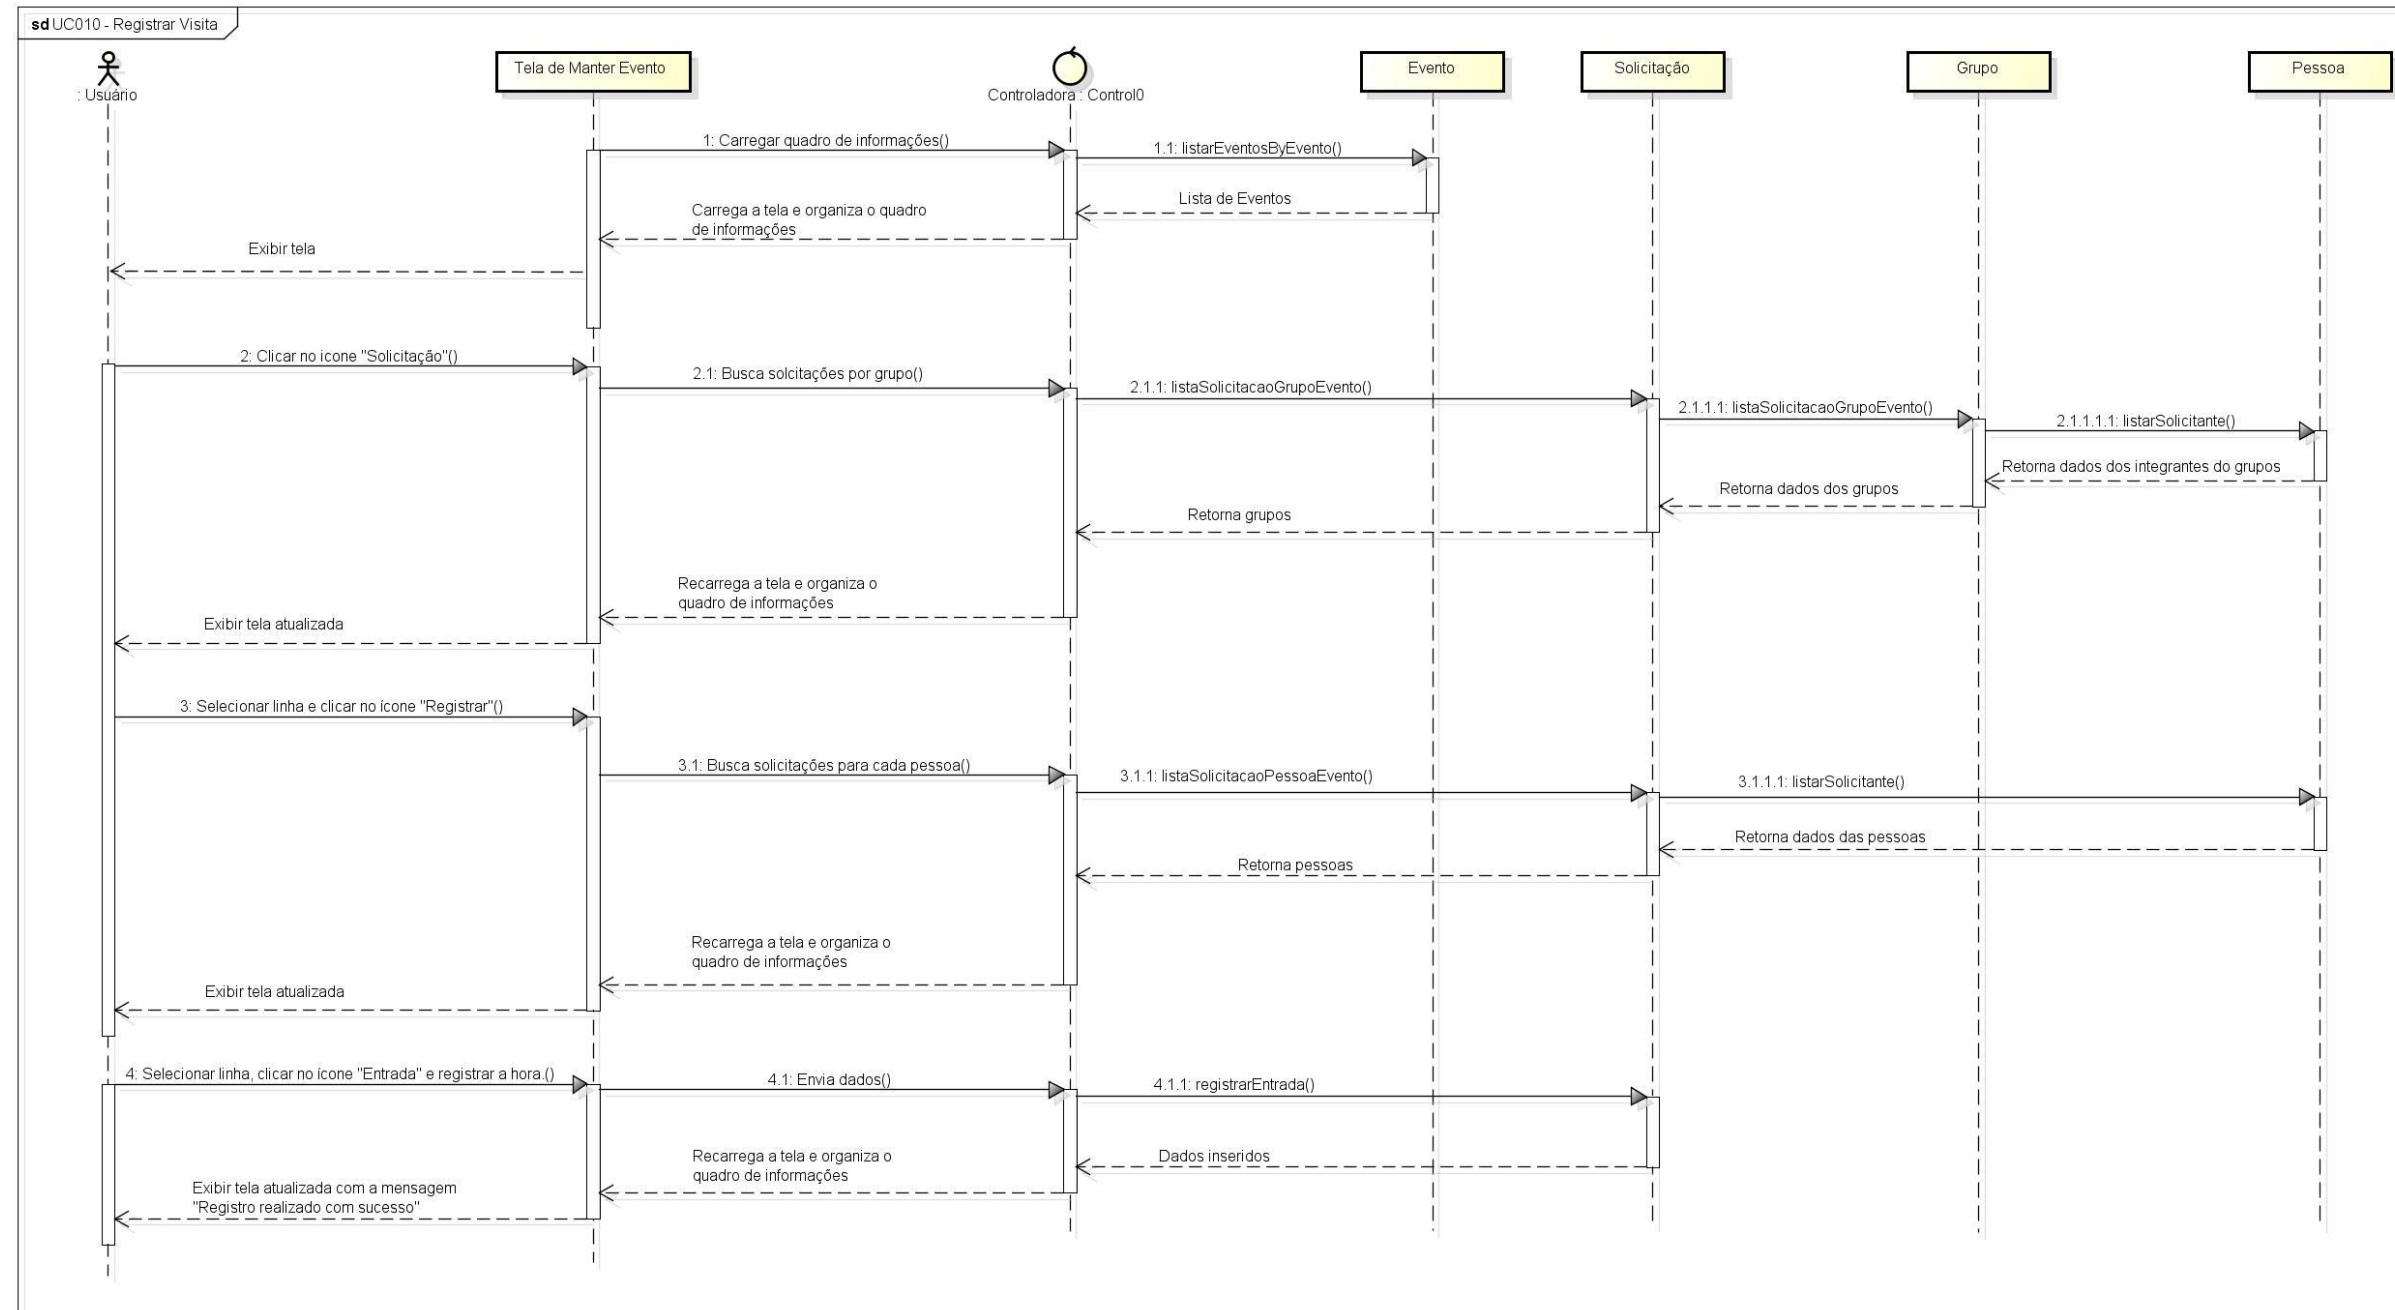 sd UC010 - Registrar Visita
: Usuário
Tela de Manter Evento
Controladora : Control0
Evento
Solicitação
Grupo
Pessoa
1: Carregar quadro de informações()
1.1: listarEventosByEvento()
Lista de Eventos
Carrega a tela e organiza o quadro
de informações
Exibir tela
2: Clicar no icone "Solicitação"()
2.1: Busca solcitações por grupo()
2.1.1: listaSolicitacaoGrupoEvento()
2.1.1.1: listaSolicitacaoGrupoEvento()
2.1.1.1.1: listarSolicitante()
Retorna dados dos integrantes do grupos
Retorna dados dos grupos
Retorna grupos
Recarrega a tela e organiza o
quadro de informações
Exibir tela atualizada
3: Selecionar linha e clicar no ícone "Registrar"()
3.1: Busca solicitações para cada pessoa()
3.1.1: listaSolicitacaoPessoaEvento()
3.1.1.1: listarSolicitante()
Retorna dados das pessoas
Retorna pessoas
Recarrega a tela e organiza o
quadro de informações
Exibir tela atualizada
4: Selecionar linha, clicar no ícone "Entrada" e registrar a hora.()
4.1: Envia dados()
4.1.1: registrarEntrada()
Dados inseridos
Recarrega a tela e organiza o
quadro de informações
Exibir tela atualizada com a mensagem
"Registro realizado com sucesso"